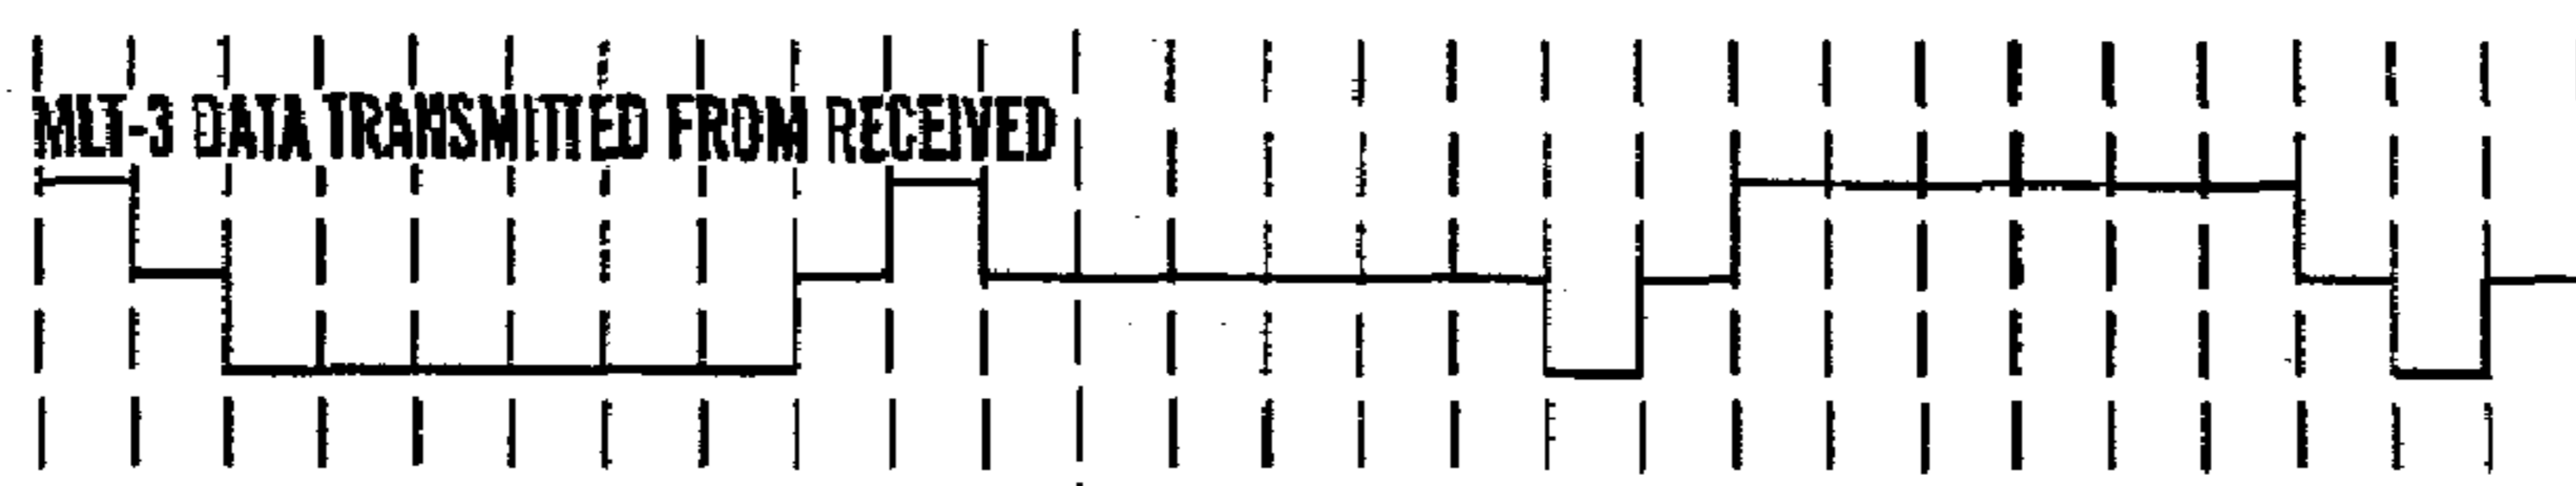 MLT-3 DATA TRANSMITTED FROM RECEIVED